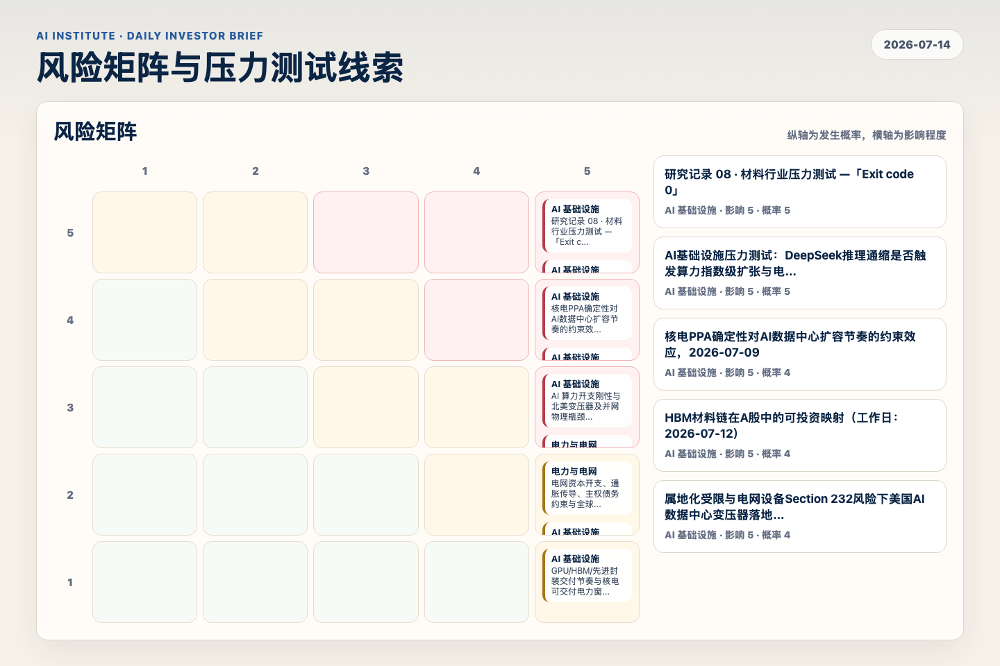 AI INSTITUTE · DAILY INVESTOR BRIEF
风险矩阵与压力测试线索
2026-07-14
风险矩阵
纵轴为发生概率，横轴为影响程度
1
2
3
4
5
5
AI 基础设施
研究记录 08 · 材料
行业压力测试 —
「Exit c...
AI 基础设施
4
AI 基础设施
核电PPA确定性对
AI数据中心扩容节
奏的约束效...
AI 基础设施
3
AI 基础设施
AI 算力开支刚性与
北美变压器及并网
物理瓶颈...
电力与电网
2
电力与电网
电网资本开支、通
胀传导、主权债务
约束与全球...
AI 基础设施
1
AI 基础设施
GPU/HBM/先进封
装交付节奏与核电
可交付电力窗...
研究记录 08 · 材料行业压力测试 —「Exit code
0」
AI 基础设施 · 影响 5 · 概率 5
AI基础设施压力测试：DeepSeek推理通缩是否触
发算力指数级扩张与电...
AI 基础设施 · 影响 5 · 概率 5
核电PPA确定性对AI数据中心扩容节奏的约束效
应，2026-07-09
AI 基础设施 · 影响 5 · 概率 4
HBM材料链在A股中的可投资映射（工作日：
2026-07-12）
AI 基础设施 · 影响 5 · 概率 4
属地化受限与电网设备Section 232风险下美国AI
数据中心变压器落地...
AI 基础设施 · 影响 5 · 概率 4